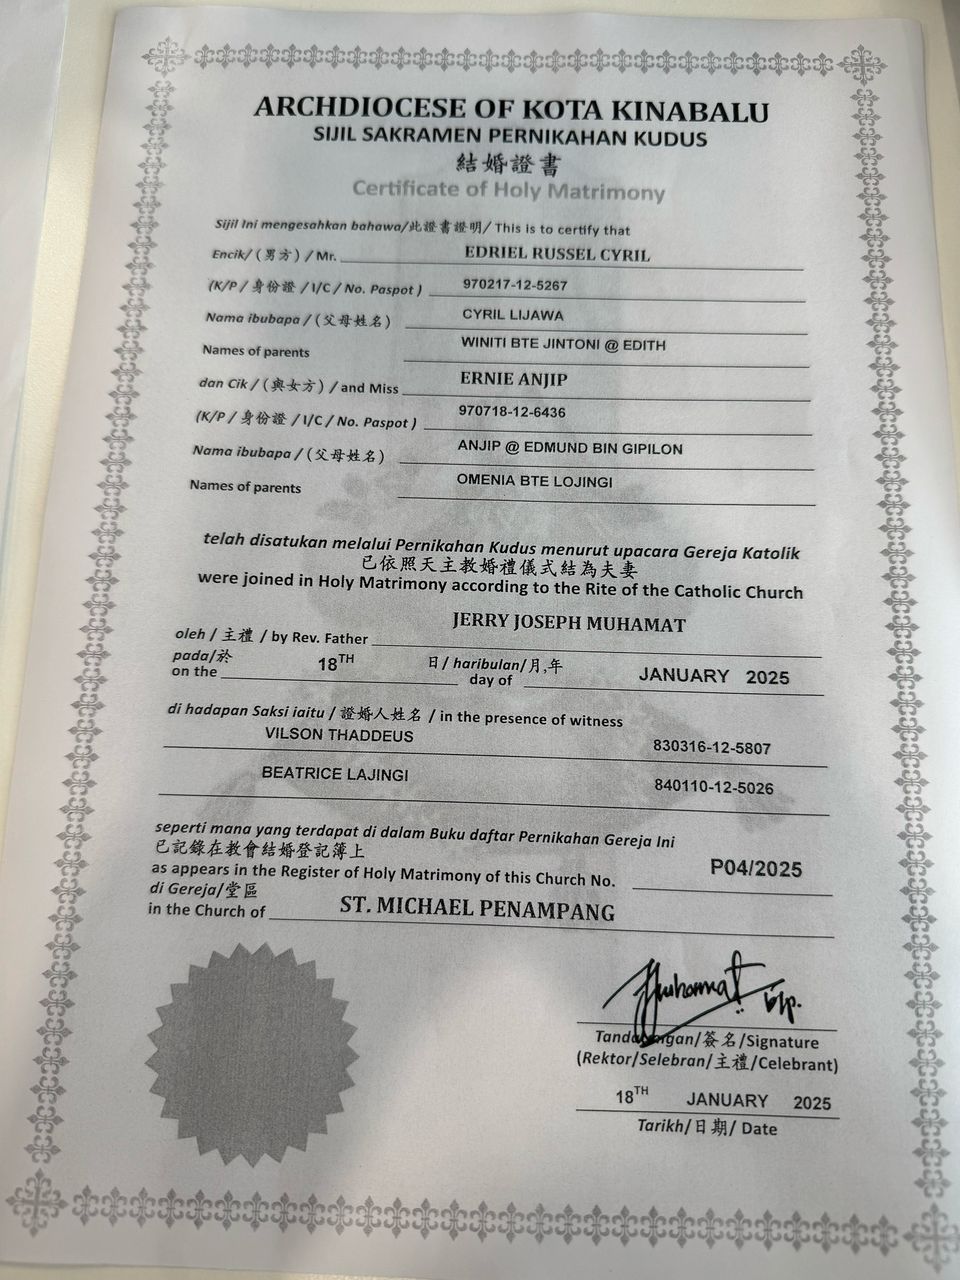 ARCHDIOCESE OF KOTA KINABALU
SIJIL SAKRAMEN PERNIKAHAN KUDUS
結婚證書
Certificate of Holy Matrimony
Sijil Ini mengesahkan bahawa/此證書證明/ This is to certify that
Encik/ (男方) / Mr. EDRIEL RUSSEL CYRIL
(K/P / 身份證 / I/C / No. Paspot ) 970217-12-5267
Nama ibubapa / (父母姓名) CYRIL LIJAWA
Names of parents WINITI BTE JINTONI @ EDITH
dan Cik / (與女方) / and Miss ERNIE ANJIP
(K/P / 身份證 / I/C / No. Paspot ) 970718-12-6436
Nama ibubapa / (父母姓名) ANJIP @ EDMUND BIN GIPILON
Names of parents OMENIA BTE LOJINGI
telah disatukan melalui Pernikahan Kudus menurut upacara Gereja Katolik
已依照天主教婚禮儀式結為夫妻
were joined in Holy Matrimony according to the Rite of the Catholic Church
oleh / 主禮 / by Rev. Father JERRY JOSEPH MUHAMAT
pada/於 18TH 日/ haribulan/月,年 JANUARY 2025
on the day of
di hadapan Saksi iaitu / 證婚人姓名 / in the presence of witness
VILSON THADDEUS 830316-12-5807
BEATRICE LAJINGI 840110-12-5026
seperti mana yang terdapat di dalam Buku daftar Pernikahan Gereja Ini
已記錄在教會結婚登記簿上
as appears in the Register of Holy Matrimony of this Church No. P04/2025
di Gereja/堂區
in the Church of ST. MICHAEL PENAMPANG
Tandatangan/簽名/Signature
(Rektor/Selebran/主禮/Celebrant)
18TH JANUARY 2025
Tarikh/日期/ Date